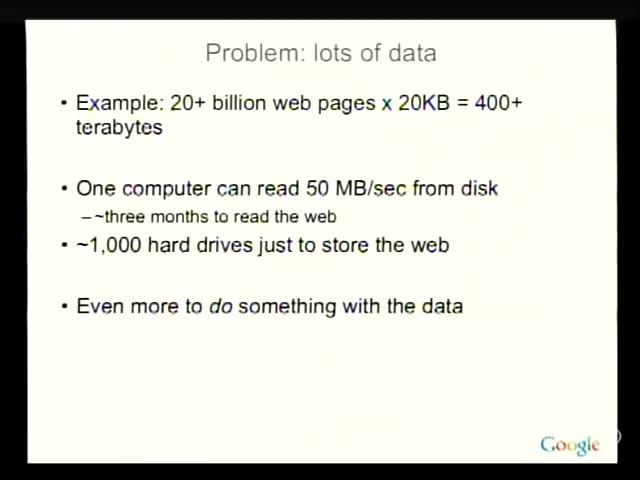 Problem: lots of data
• Example: 20+ billion web pages x 20KB = 400+
terabytes
• One computer can read 50 MB/sec from disk
– ~three months to read the web
• ~1,000 hard drives just to store the web
• Even more to do something with the data
Google